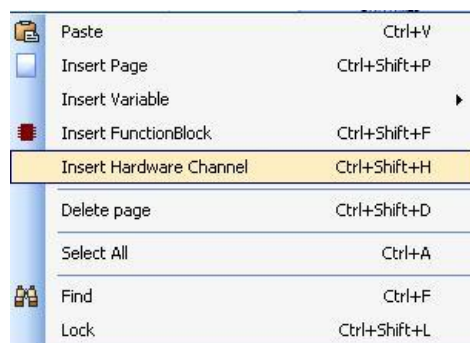 Paste Ctrl+V
Insert Page Ctrl+Shift+P
Insert Variable
Insert FunctionBlock Ctrl+Shift+F
Insert Hardware Channel Ctrl+Shift+H
Delete page Ctrl+Shift+D
Select All Ctrl+A
Find Ctrl+F
Lock Ctrl+Shift+L